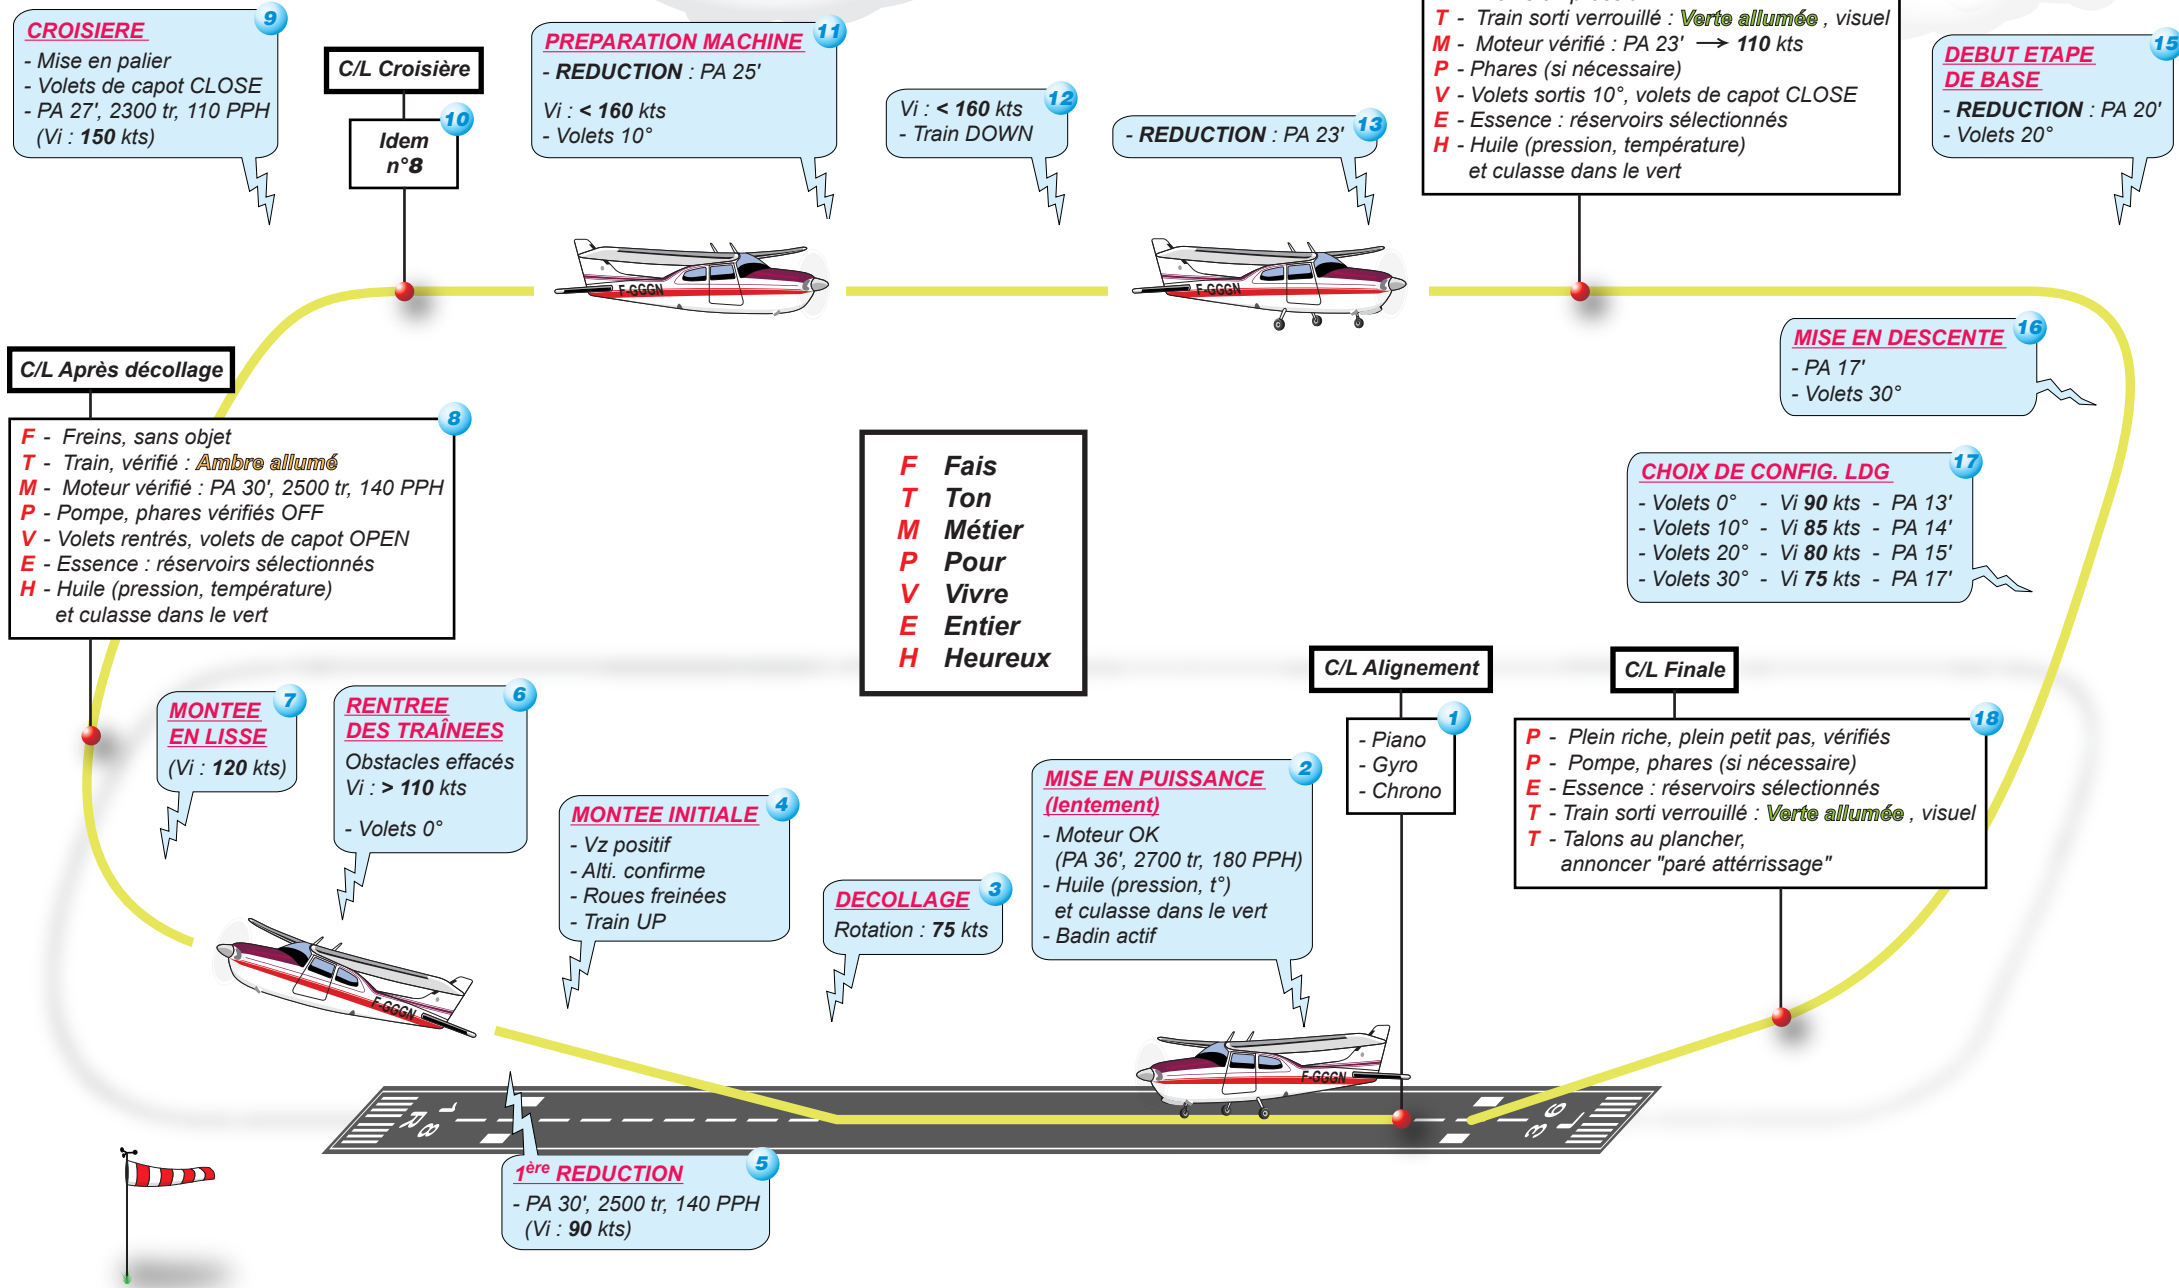 CROISIERE
- Mise en palier
- Volets de capot CLOSE
- PA 27', 2300 tr, 110 PPH
(Vi : 150 kts)
9
C/L Croisière
10
Idem
n°8
PREPARATION MACHINE
- REDUCTION : PA 25'
Vi : < 160 kts
- Volets 10°
11
Vi : < 160 kts
- Train DOWN
12
- REDUCTION : PA 23'
13
T - Train sorti verrouillé : Verte allumée , visuel
M - Moteur vérifié : PA 23' → 110 kts
P - Phares (si nécessaire)
V - Volets sortis 10°, volets de capot CLOSE
E - Essence : réservoirs sélectionnés
H - Huile (pression, température)
et culasse dans le vert
DEBUT ETAPE
DE BASE
- REDUCTION : PA 20'
- Volets 20°
15
F-GGGN
F-GGGN
MISE EN DESCENTE
- PA 17'
- Volets 30°
16
C/L Après décollage
8
F - Freins, sans objet
T - Train, vérifié : Ambre allumé
M - Moteur vérifié : PA 30', 2500 tr, 140 PPH
P - Pompe, phares vérifiés OFF
V - Volets rentrés, volets de capot OPEN
E - Essence : réservoirs sélectionnés
H - Huile (pression, température)
et culasse dans le vert
F Fais
T Ton
M Métier
P Pour
V Vivre
E Entier
H Heureux
CHOIX DE CONFIG. LDG
- Volets 0° - Vi 90 kts - PA 13'
- Volets 10° - Vi 85 kts - PA 14'
- Volets 20° - Vi 80 kts - PA 15'
- Volets 30° - Vi 75 kts - PA 17'
17
MONTEE
EN LISSE
(Vi : 120 kts)
7
RENTREE
DES TRAÎNEES
Obstacles effacés
Vi : > 110 kts
- Volets 0°
6
MONTEE INITIALE
- Vz positif
- Alti. confirme
- Roues freinées
- Train UP
4
DECOLLAGE
Rotation : 75 kts
3
MISE EN PUISSANCE
(lentement)
- Moteur OK
(PA 36', 2700 tr, 180 PPH)
- Huile (pression, t°)
et culasse dans le vert
- Badin actif
2
C/L Alignement
1
- Piano
- Gyro
- Chrono
C/L Finale
18
P - Plein riche, plein petit pas, vérifiés
P - Pompe, phares (si nécessaire)
E - Essence : réservoirs sélectionnés
T - Train sorti verrouillé : Verte allumée , visuel
T - Talons au plancher,
annoncer "paré attérrissage"
F-GGGN
F-GGGN
18
R
36
L
1ère REDUCTION
- PA 30', 2500 tr, 140 PPH
(Vi : 90 kts)
5